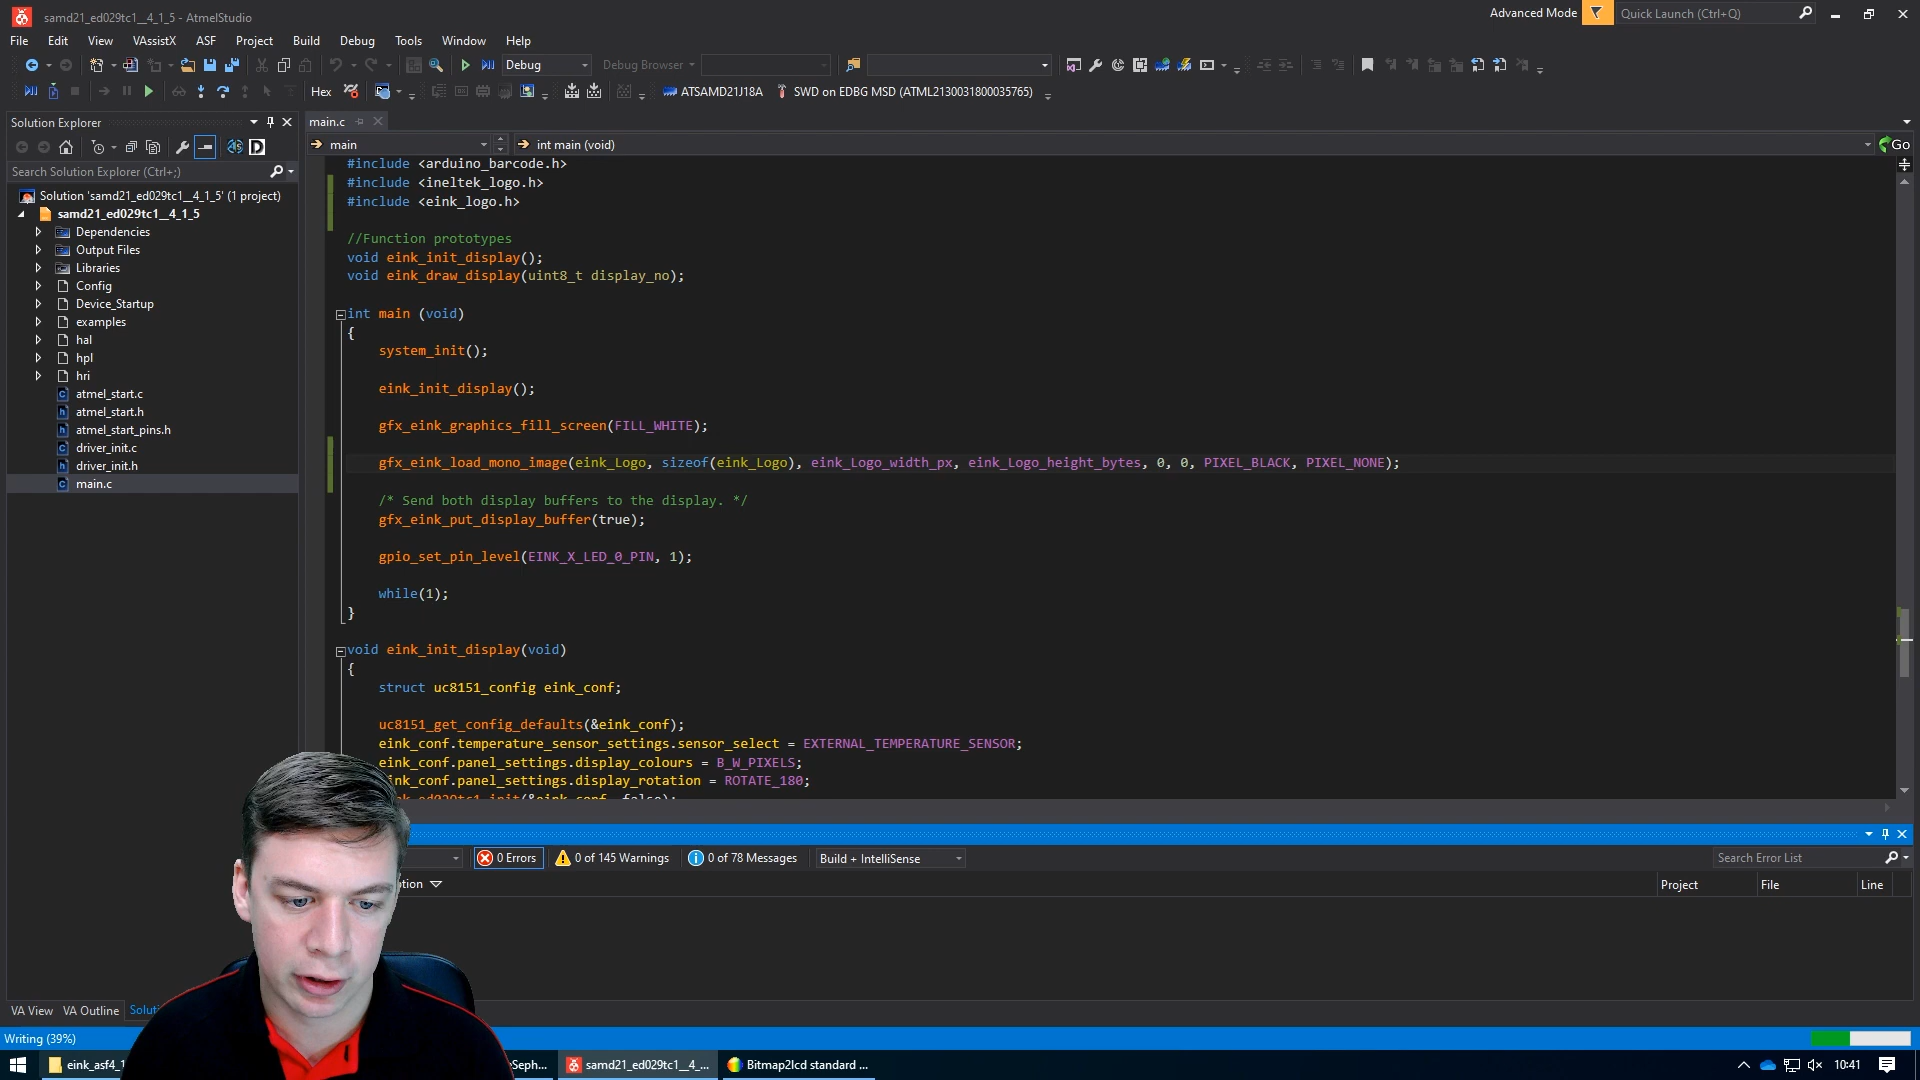 samd21_ed029tc1__4_1_5 - AtmelStudio
Advanced Mode
Quick Launch (Ctrl+Q)
File Edit View VAssistX ASF Project Build Debug Tools Window Help
Debug
Debug Browser
Hex
ATSAMD21J18A
SWD on EDBG MSD (ATML2130031800035765)
Solution Explorer
Search Solution Explorer (Ctrl+;)
Solution 'samd21_ed029tc1__4_1_5' (1 project)
samd21_ed029tc1__4_1_5
Dependencies
Output Files
Libraries
Config
Device_Startup
examples
hal
hpl
hri
atmel_start.c
atmel_start.h
atmel_start_pins.h
driver_init.c
driver_init.h
main.c
main.c
main
int main (void)
Go
#include <arduino_barcode.h>
#include <ineltek_logo.h>
#include <eink_logo.h>
//Function prototypes
void eink_init_display();
void eink_draw_display(uint8_t display_no);
int main (void)
{
system_init();
eink_init_display();
gfx_eink_graphics_fill_screen(FILL_WHITE);
gfx_eink_load_mono_image(eink_Logo, sizeof(eink_Logo), eink_Logo_width_px, eink_Logo_height_bytes, 0, 0, PIXEL_BLACK, PIXEL_NONE);
/* Send both display buffers to the display. */
gfx_eink_put_display_buffer(true);
gpio_set_pin_level(EINK_X_LED_0_PIN, 1);
while(1);
}
void eink_init_display(void)
{
struct uc8151_config eink_conf;
uc8151_get_config_defaults(&eink_conf);
eink_conf.temperature_sensor_settings.sensor_select = EXTERNAL_TEMPERATURE_SENSOR;
eink_conf.panel_settings.display_colours = B_W_PIXELS;
ink_conf.panel_settings.display_rotation = ROTATE_180;
0 Errors
0 of 145 Warnings
0 of 78 Messages
Build + IntelliSense
Search Error List
tion
Project
File
Line
VA View
VA Outline
Soluti
Writing (39%)
eink_asf4_1
Seph...
samd21_ed029tc1__4_...
Bitmap2lcd standard ...
10:41